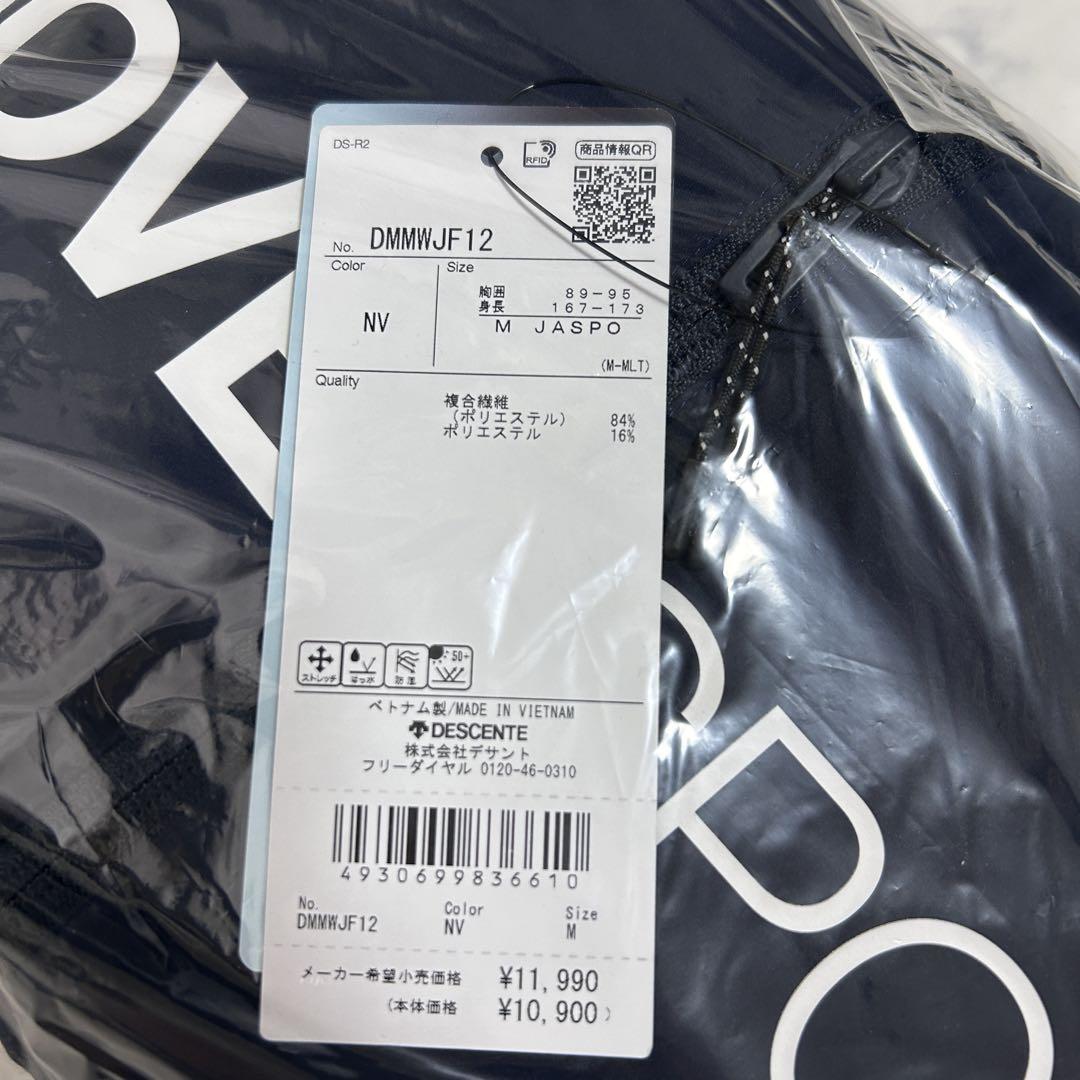 OVE
SPO
DS-R2
RFID
商品情報QR
No. DMMWJF12
Color
Size
NV
胸囲 89-95
身長 167-173
M JASPO
(M-MLT)
Quality
複合繊維
(ポリエステル) 84%
ポリエステル 16%
ストレッチ はっ水 防風 50+
ベトナム製/MADE IN VIETNAM
DESCENTE
株式会社デサント
フリーダイヤル 0120-46-0310
4930699836610
No. Color Size
DMMWJF12 NV M
メーカー希望小売価格 ¥11,990
(本体価格 ¥10,900)